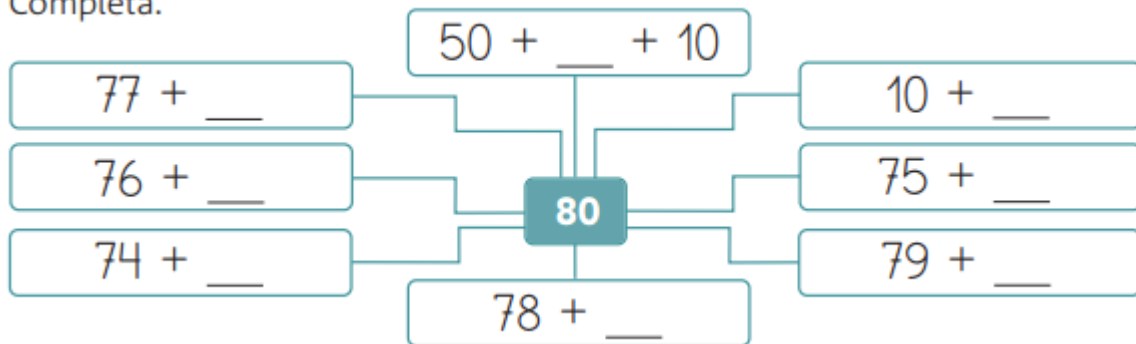 Completa.
50 + __ + 10
77 + __
10 + __
76 + __
75 + __
80
74 + __
79 + __
78 + __